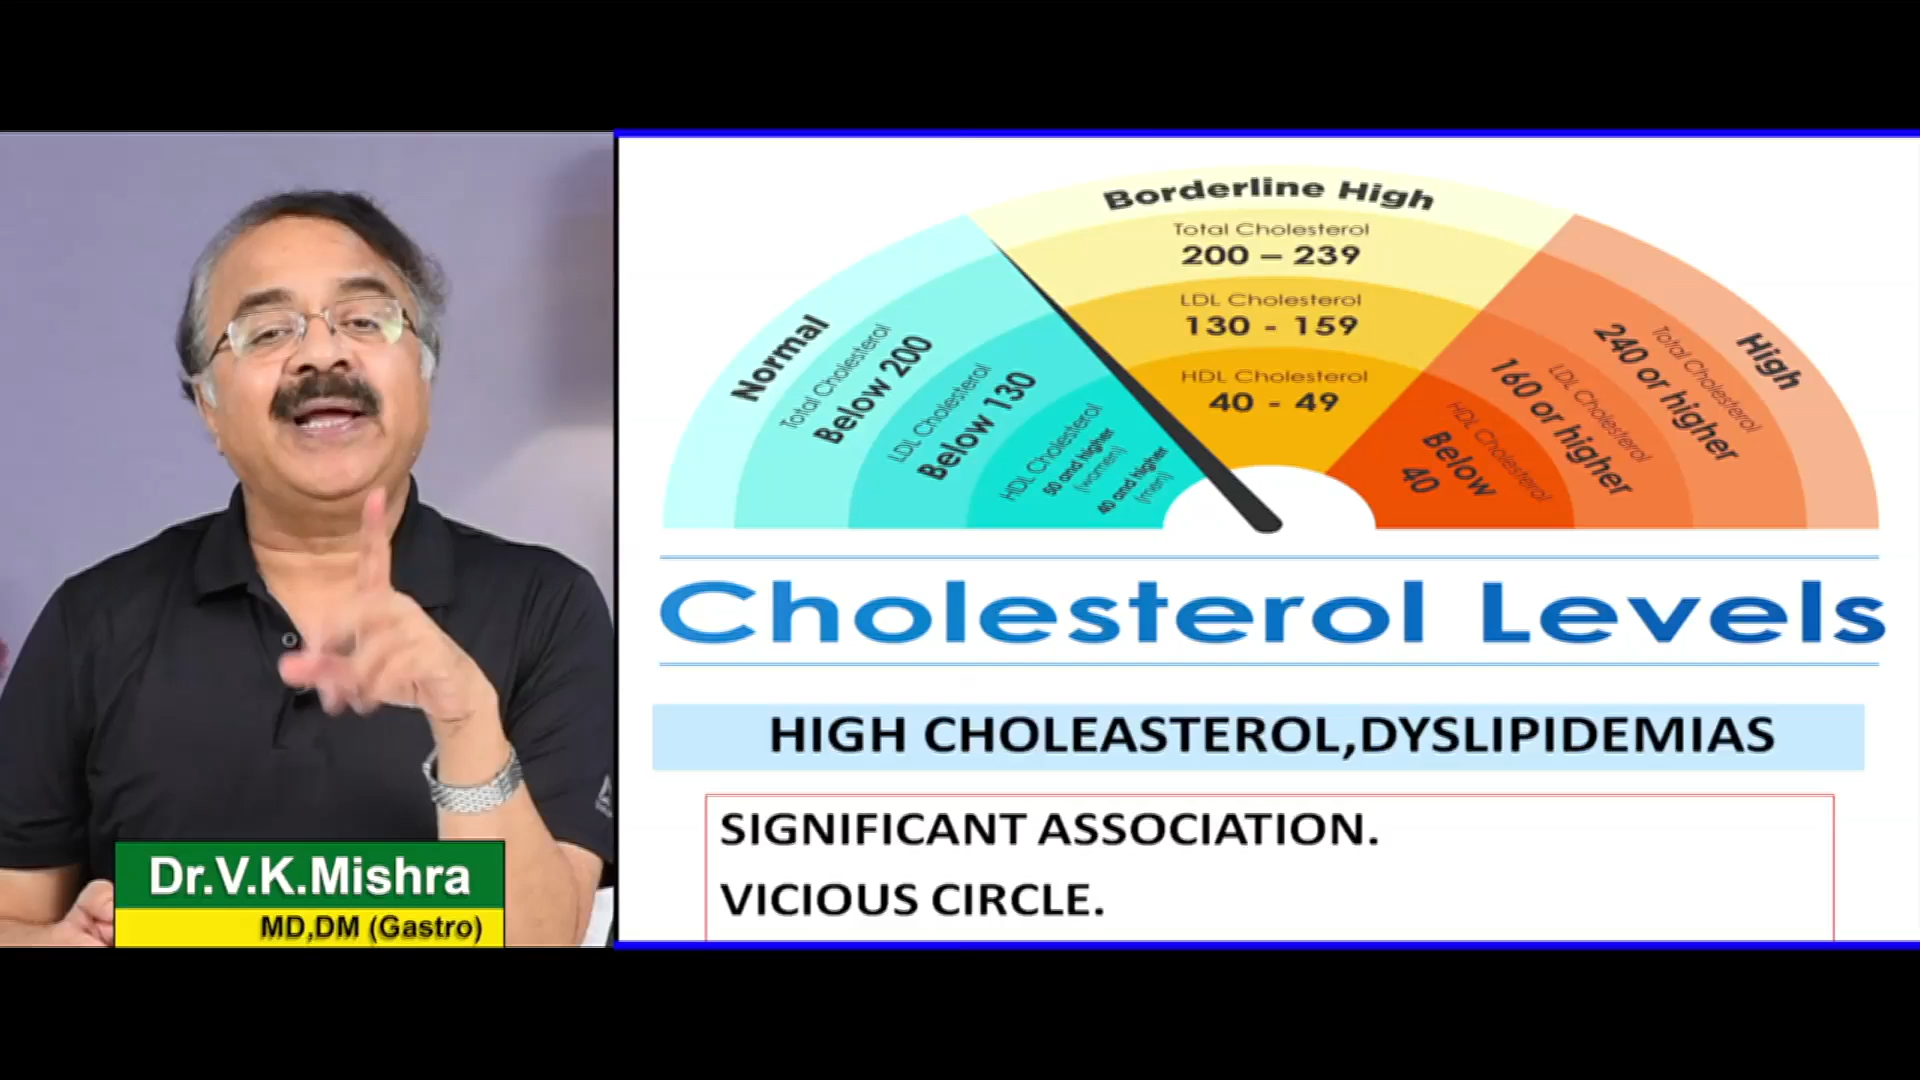 Borderline High
Total Cholesterol
200 – 239
LDL Cholesterol
130 - 159
HDL Cholesterol
40 - 49
Normal
Total Cholesterol
Below 200
LDL Cholesterol
Below 130
HDL Cholesterol
50 and higher
(women)
40 and higher
(men)
High
Total Cholesterol
240 or higher
LDL Cholesterol
160 or higher
HDL Cholesterol
Below
40
Cholesterol Levels
HIGH CHOLEASTEROL,DYSLIPIDEMIAS
SIGNIFICANT ASSOCIATION.
VICIOUS CIRCLE.
Dr.V.K.Mishra
MD,DM (Gastro)